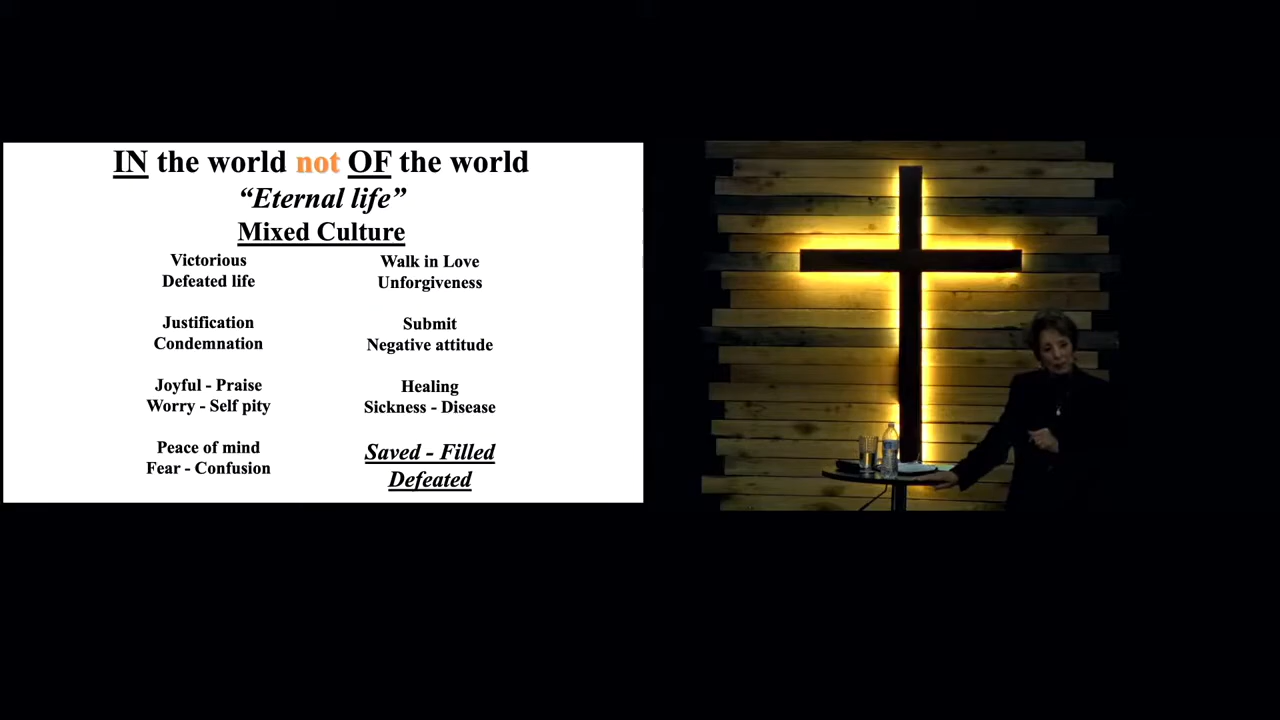 IN the world not OF the world
“Eternal life”
Mixed Culture
Victorious
Defeated life
Justification
Condemnation
Joyful - Praise
Worry - Self pity
Peace of mind
Fear - Confusion
Walk in Love
Unforgiveness
Submit
Negative attitude
Healing
Sickness - Disease
Saved - Filled
Defeated